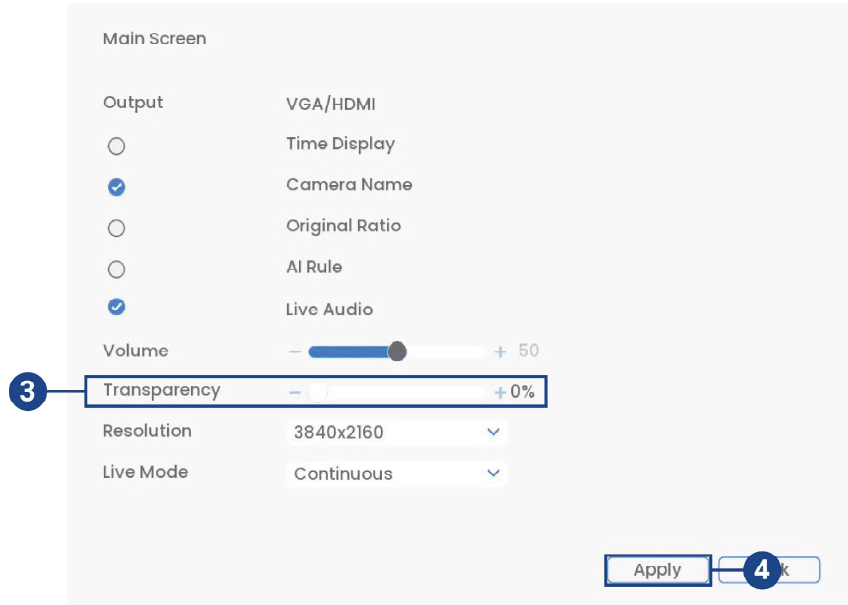 Main Screen
Output VGA/HDMI
Time Display
Camera Name
Original Ratio
AI Rule
Live Audio
Volume − + 50
3 Transparency − + 0%
Resolution 3840x2160
Live Mode Continuous
Apply 4